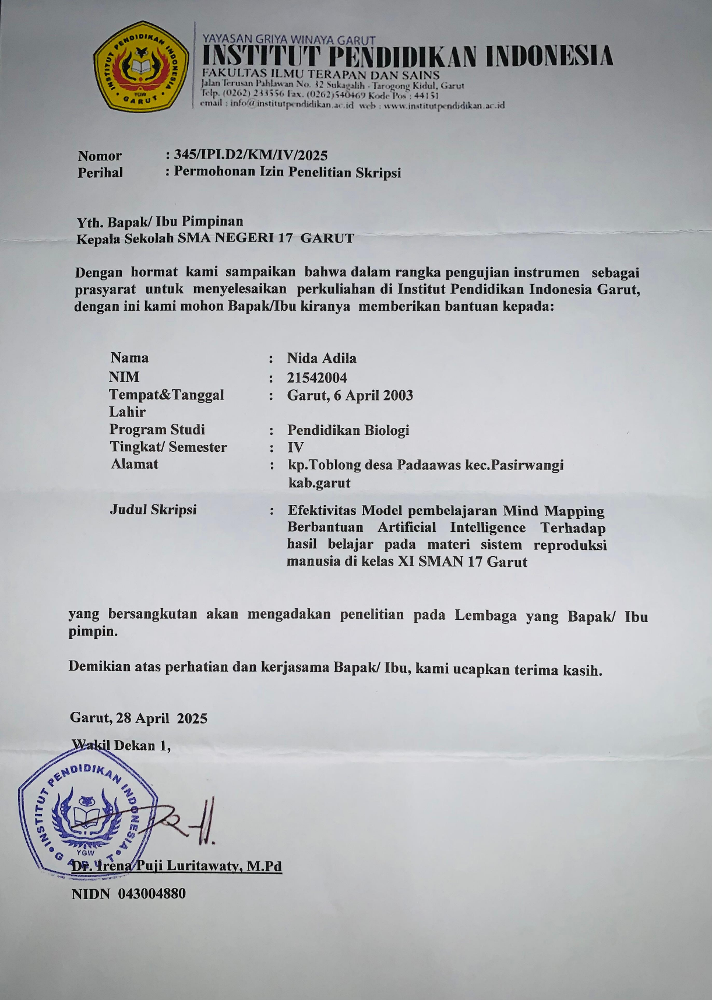 YAYASAN GRIYA WINAYA GARUT
INSTITUT PENDIDIKAN INDONESIA
FAKULTAS ILMU TERAPAN DAN SAINS
Jalan Terusan Pahlawan No. 32 Sukagalih - Tarogong Kidul, Garut
Telp. (0262) 233556 Fax. (0262)540469 Kode Pos : 44151
email : info@institutpendidikan.ac.id web : www.institutpendidikan.ac.id
INSTITUT PENDIDIKAN INDONESIA
YGW
GARUT
Nomor : 345/IPI.D2/KM/IV/2025
Perihal : Permohonan Izin Penelitian Skripsi
Yth. Bapak/ Ibu Pimpinan
Kepala Sekolah SMA NEGERI 17 GARUT
Dengan hormat kami sampaikan bahwa dalam rangka pengujian instrumen sebagai
prasyarat untuk menyelesaikan perkuliahan di Institut Pendidikan Indonesia Garut,
dengan ini kami mohon Bapak/Ibu kiranya memberikan bantuan kepada:
Nama : Nida Adila
NIM : 21542004
Tempat&Tanggal : Garut, 6 April 2003
Lahir
Program Studi : Pendidikan Biologi
Tingkat/ Semester : IV
Alamat : kp.Toblong desa Padaawas kec.Pasirwangi
kab.garut
Judul Skripsi : Efektivitas Model pembelajaran Mind Mapping
Berbantuan Artificial Intelligence Terhadap
hasil belajar pada materi sistem reproduksi
manusia di kelas XI SMAN 17 Garut
yang bersangkutan akan mengadakan penelitian pada Lembaga yang Bapak/ Ibu
pimpin.
Demikian atas perhatian dan kerjasama Bapak/ Ibu, kami ucapkan terima kasih.
Garut, 28 April 2025
Wakil Dekan 1,
INSTITUT PENDIDIKAN INDONESIA
YGW
GARUT
Dr. Irena Puji Luritawaty, M.Pd
NIDN 043004880